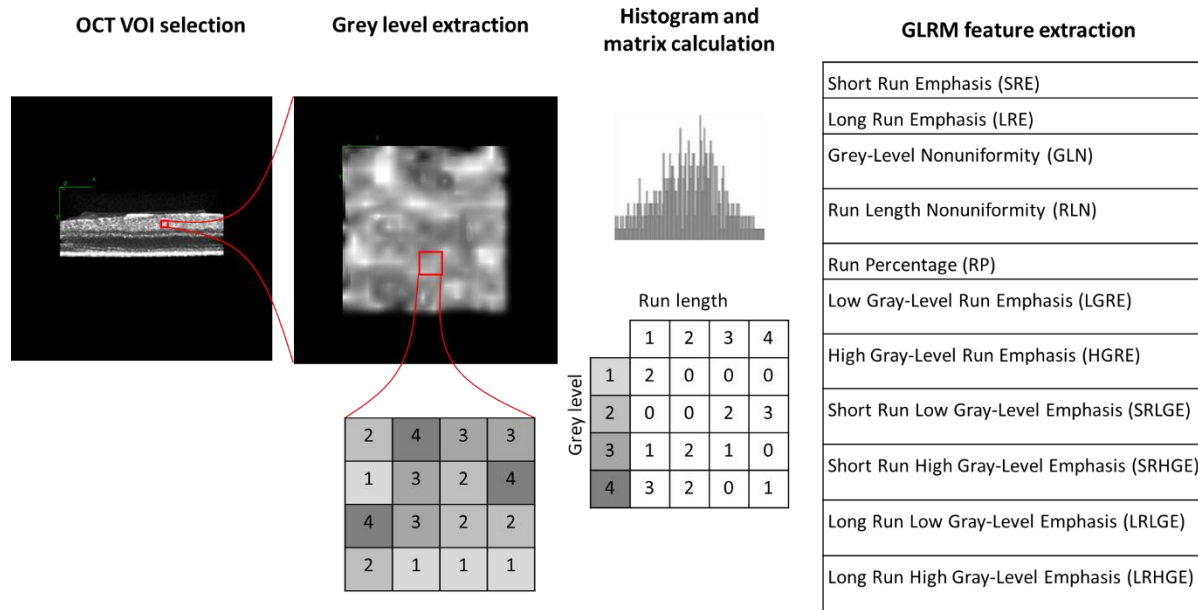 OCT VOI selection
Grey level extraction
Histogram and
matrix calculation
GLRM feature extraction
Short Run Emphasis (SRE)
Long Run Emphasis (LRE)
Grey-Level Nonuniformity (GLN)
Run Length Nonuniformity (RLN)
Run Percentage (RP)
Low Gray-Level Run Emphasis (LGRE)
High Gray-Level Run Emphasis (HGRE)
Short Run Low Gray-Level Emphasis (SRLGE)
Short Run High Gray-Level Emphasis (SRHGE)
Long Run Low Gray-Level Emphasis (LRLGE)
Long Run High Gray-Level Emphasis (LRHGE)
Run length
Grey level
1 2 3 4
1 2 0 0 0
2 0 0 2 3
3 1 2 1 0
4 3 2 0 1
2 4 3 3
1 3 2 4
4 3 2 2
2 1 1 1
z x
y